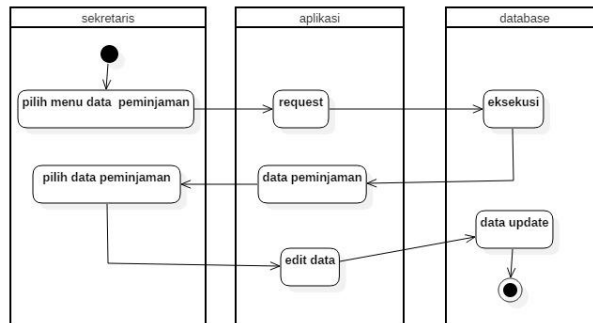 sekretaris
aplikasi
database
pilih menu data peminjaman
request
eksekusi
pilih data peminjaman
data peminjaman
data update
edit data